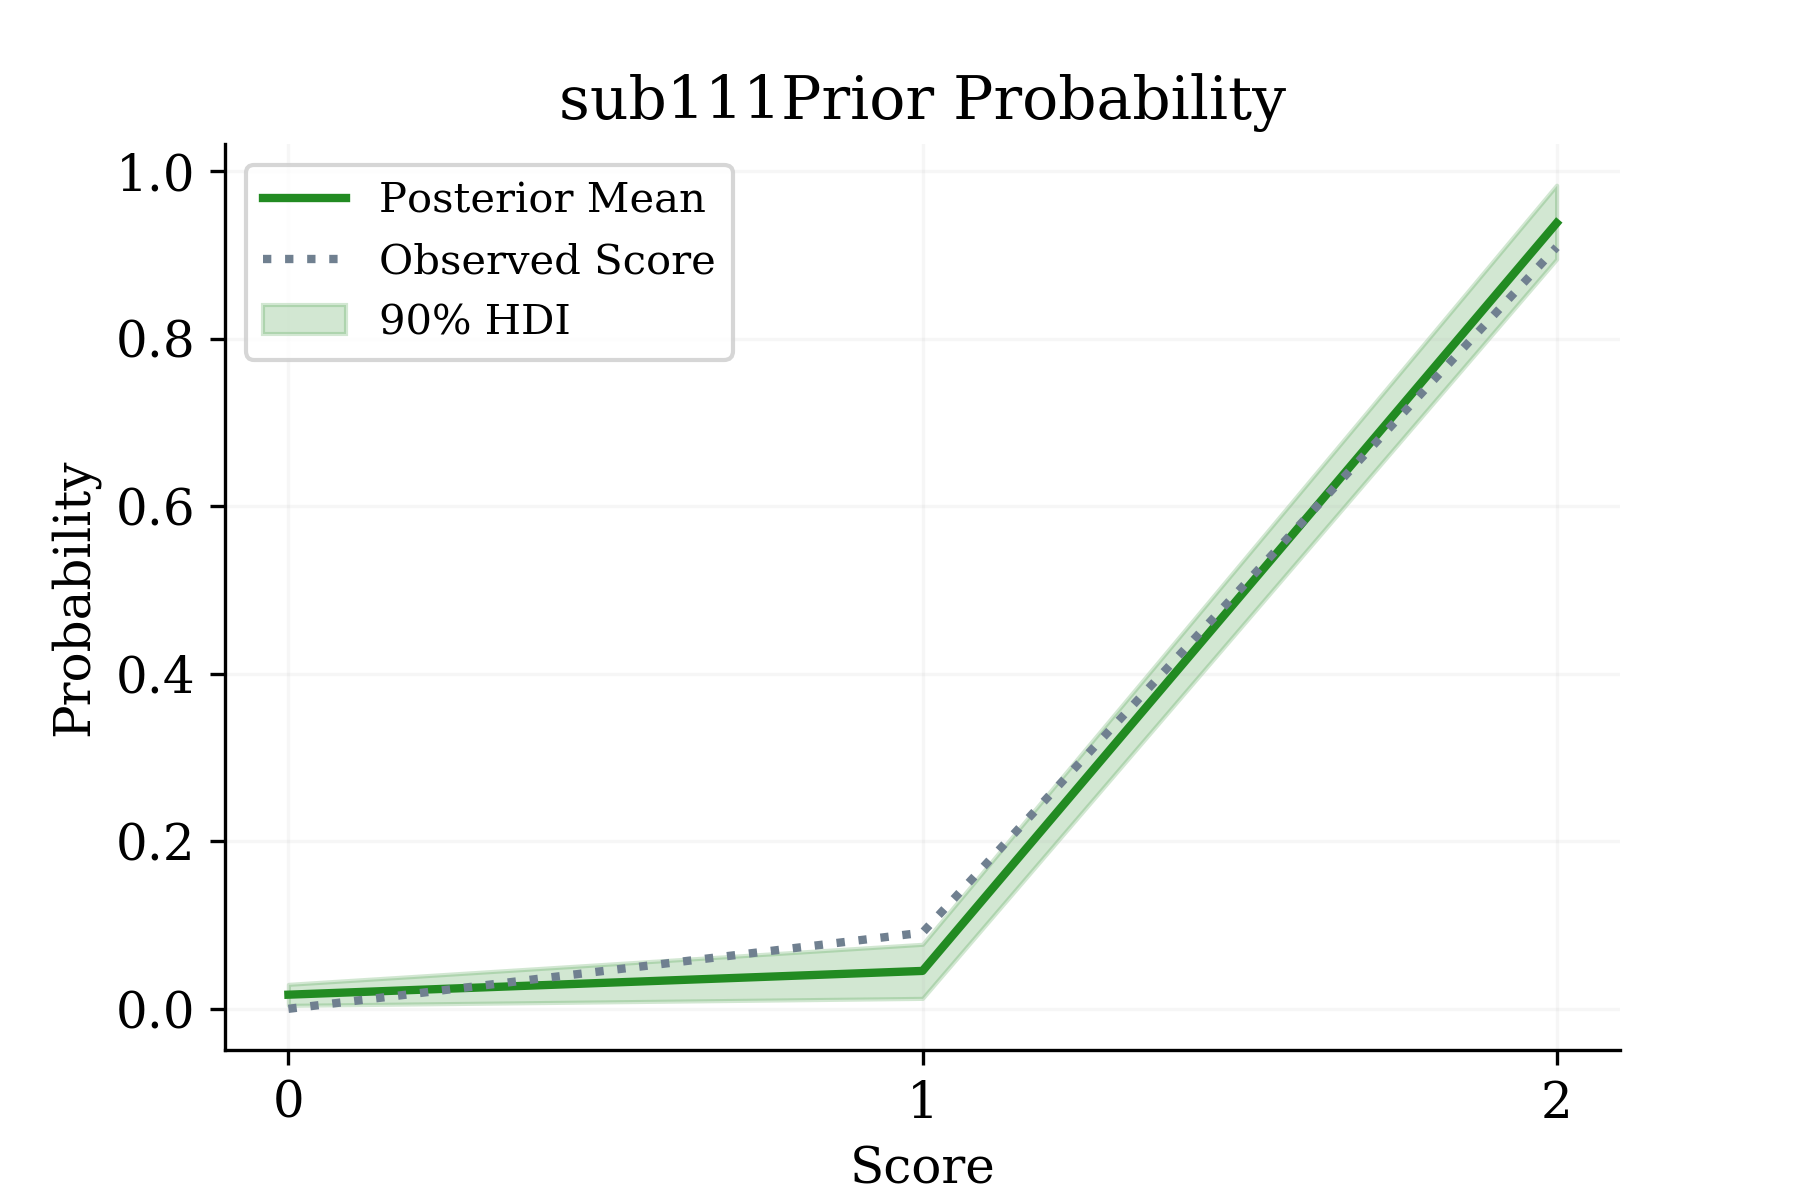 sub111Prior Probability
1.0
0.8
0.6
0.4
0.2
0.0
Probability
Posterior Mean
Observed Score
90% HDI
0 1 2
Score